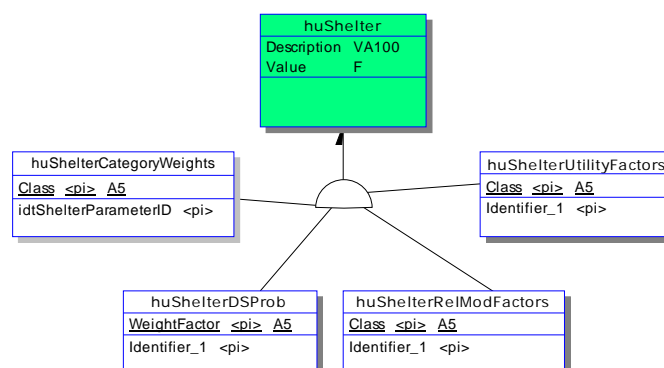 huShelter
Description VA100
Value F
huShelterCategoryWeights
Class <pi> A5
idtShelterParameterID <pi>
huShelterUtilityFactors
Class <pi> A5
Identifier_1 <pi>
huShelterDSProb
WeightFactor <pi> A5
Identifier_1 <pi>
huShelterRelModFactors
Class <pi> A5
Identifier_1 <pi>